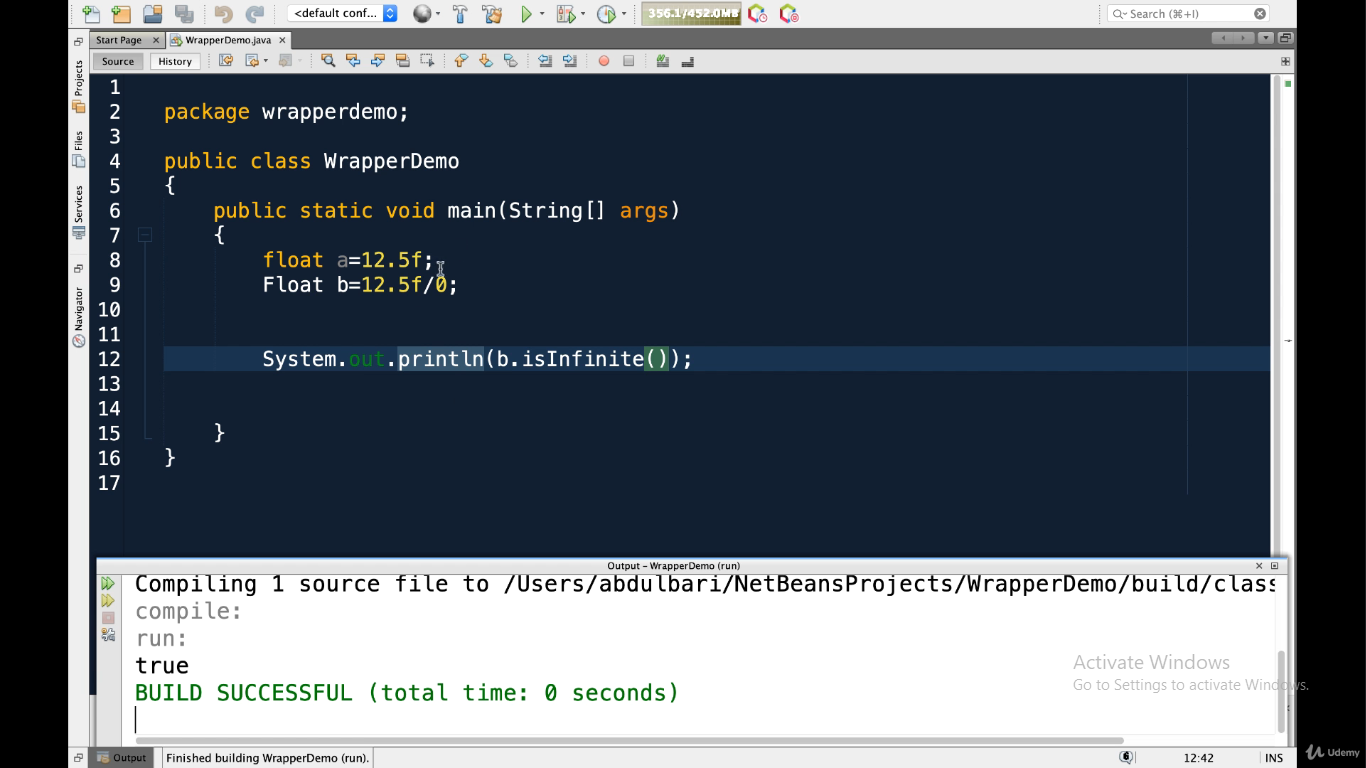 <default conf...
356.1/452.0MB
Search (⌘+I)
Start Page
WrapperDemo.java
Source
History
Projects
Files
Services
Navigator
1
2 package wrapperdemo;
3
4 public class WrapperDemo
5 {
6 public static void main(String[] args)
7 {
8 float a=12.5f;
9 Float b=12.5f/0;
10
11
12 System.out.println(b.isInfinite());
13
14
15 }
16 }
17
Output - WrapperDemo (run)
Compiling 1 source file to /Users/abdulbari/NetBeansProjects/WrapperDemo/build/class
compile:
run:
true
BUILD SUCCESSFUL (total time: 0 seconds)
Activate Windows
Go to Settings to activate Windows.
Output
Finished building WrapperDemo (run).
12:42
INS
Udemy